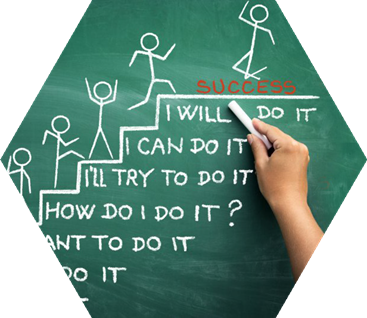 SUCCESS
I WILL DO IT
I CAN DO IT
I'LL TRY TO DO IT
HOW DO I DO IT?
TO DO IT
DO IT